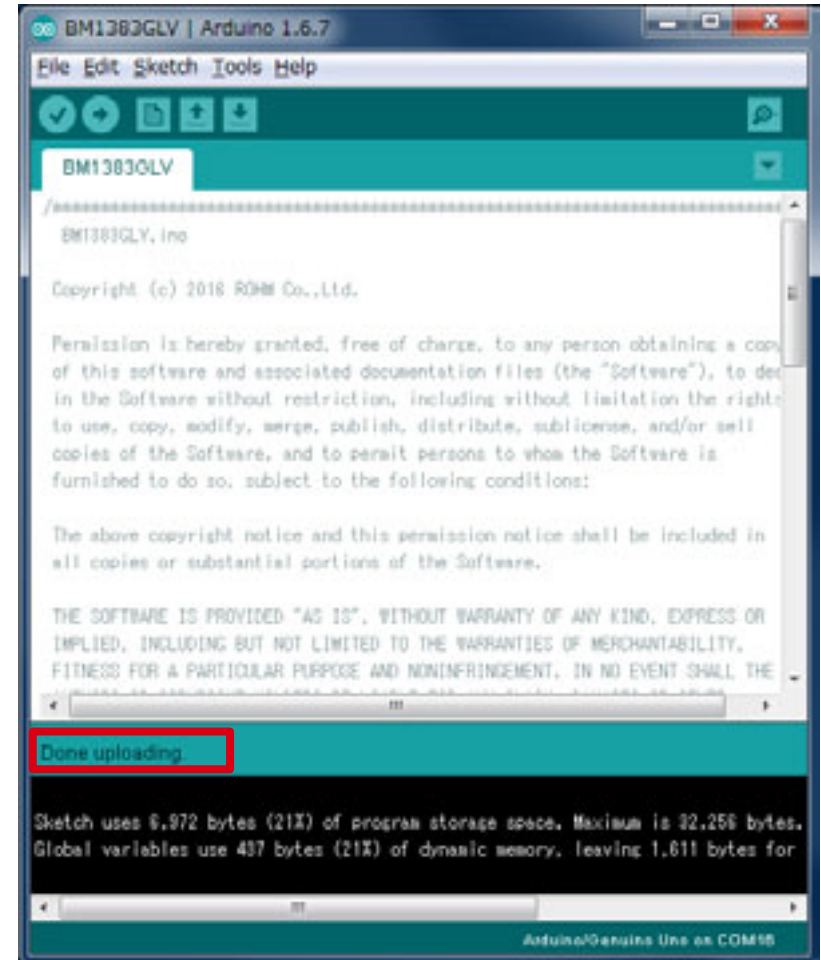 BM1383GLV | Arduino 1.6.7
File Edit Sketch Tools Help
BM1383GLV
BM1383GLV.ino
Copyright (c) 2016 ROHM Co.,Ltd.
Permission is hereby granted, free of charge, to any person obtaining a copy
of this software and associated documentation files (the "Software"), to dea
in the Software without restriction, including without limitation the rights
to use, copy, modify, merge, publish, distribute, sublicense, and/or sell
copies of the Software, and to permit persons to whom the Software is
furnished to do so, subject to the following conditions:
The above copyright notice and this permission notice shall be included in
all copies or substantial portions of the Software.
THE SOFTWARE IS PROVIDED "AS IS", WITHOUT WARRANTY OF ANY KIND, EXPRESS OR
IMPLIED, INCLUDING BUT NOT LIMITED TO THE WARRANTIES OF MERCHANTABILITY,
FITNESS FOR A PARTICULAR PURPOSE AND NONINFRINGEMENT. IN NO EVENT SHALL THE
Done uploading.
Sketch uses 6,972 bytes (21%) of program storage space. Maximum is 32,256 bytes.
Global variables use 437 bytes (21%) of dynamic memory, leaving 1,611 bytes for
Arduino/Genuino Uno on COM16